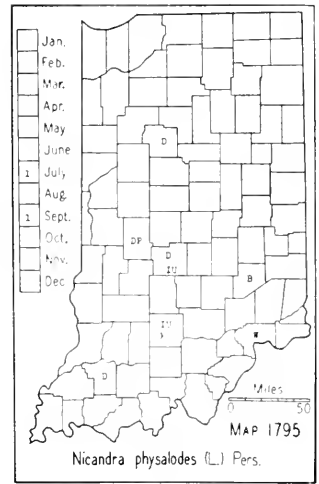 Jan.
Feb.
Mar.
Apr.
May
June
1 July
Aug.
1 Sept.
Oct.
Nov.
Dec
D
DP
D
IU
B
IU
W
D
Miles
0 50
MAP 1795
Nicandra physalodes (L.) Pers.